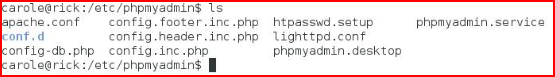 carole@rick:/etc/phpmyadmin$ ls
apache.conf config.footer.inc.php htpasswd.setup phpmyadmin.service
conf.d config.header.inc.php lighttpd.conf
config-db.php config.inc.php phpmyadmin.desktop
carole@rick:/etc/phpmyadmin$